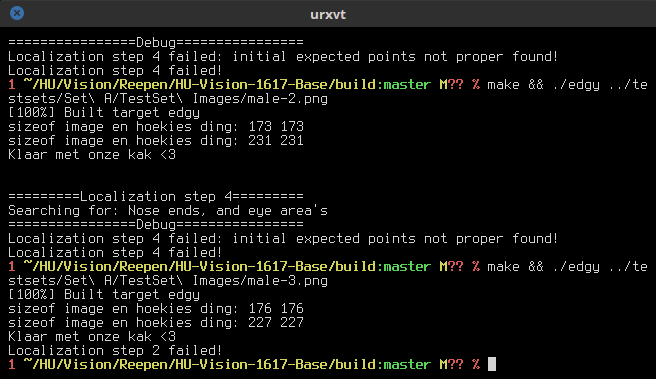 urxvt
================Debug================
Localization step 4 failed: initial expected points not proper found!
Localization step 4 failed!
1 ~/HU/Vision/Reepen/HU-Vision-1617-Base/build:master M?? % make && ./edgy ../te
stsets/Set\ A/TestSet\ Images/male-2.png
[100%] Built target edgy
sizeof image en hoekies ding: 173 173
sizeof image en hoekies ding: 231 231
Klaar met onze kak <3
=========Localization step 4=========
Searching for: Nose ends, and eye area's
================Debug================
Localization step 4 failed: initial expected points not proper found!
Localization step 4 failed!
1 ~/HU/Vision/Reepen/HU-Vision-1617-Base/build:master M?? % make && ./edgy ../te
stsets/Set\ A/TestSet\ Images/male-3.png
[100%] Built target edgy
sizeof image en hoekies ding: 176 176
sizeof image en hoekies ding: 227 227
Klaar met onze kak <3
Localization step 2 failed!
1 ~/HU/Vision/Reepen/HU-Vision-1617-Base/build:master M?? %